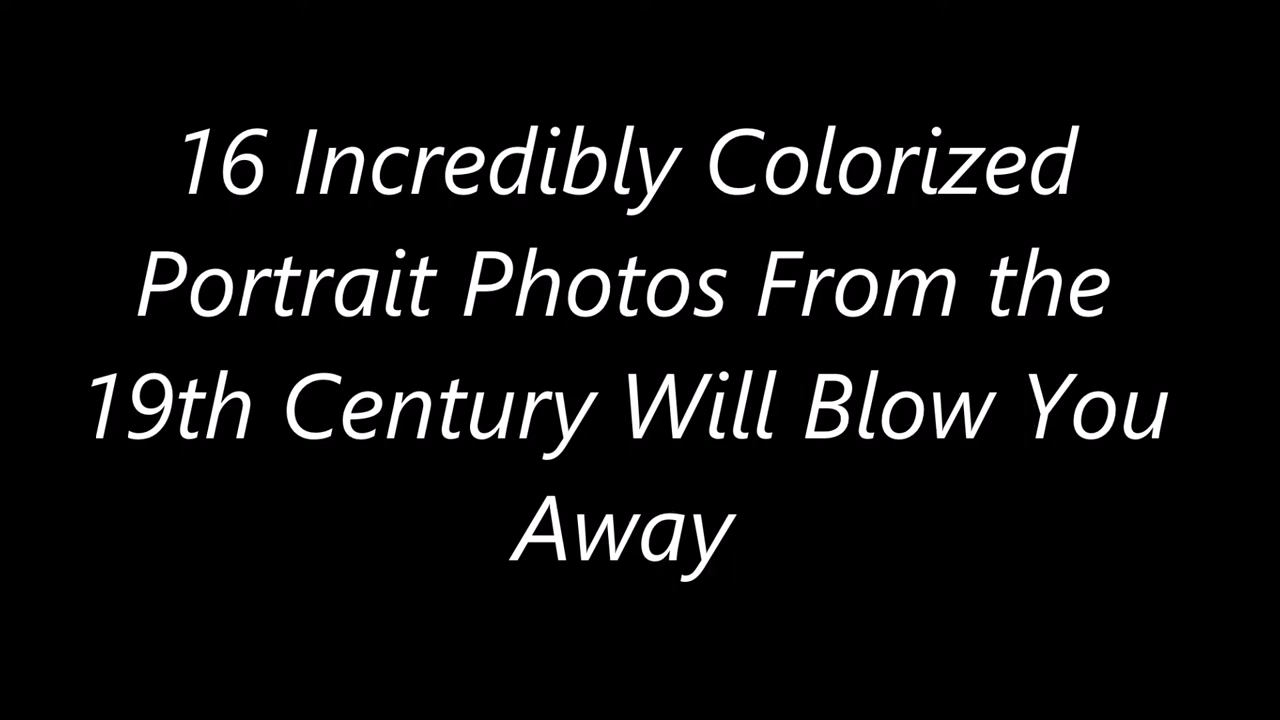 16 Incredibly Colorized
Portrait Photos From the
19th Century Will Blow You
Away